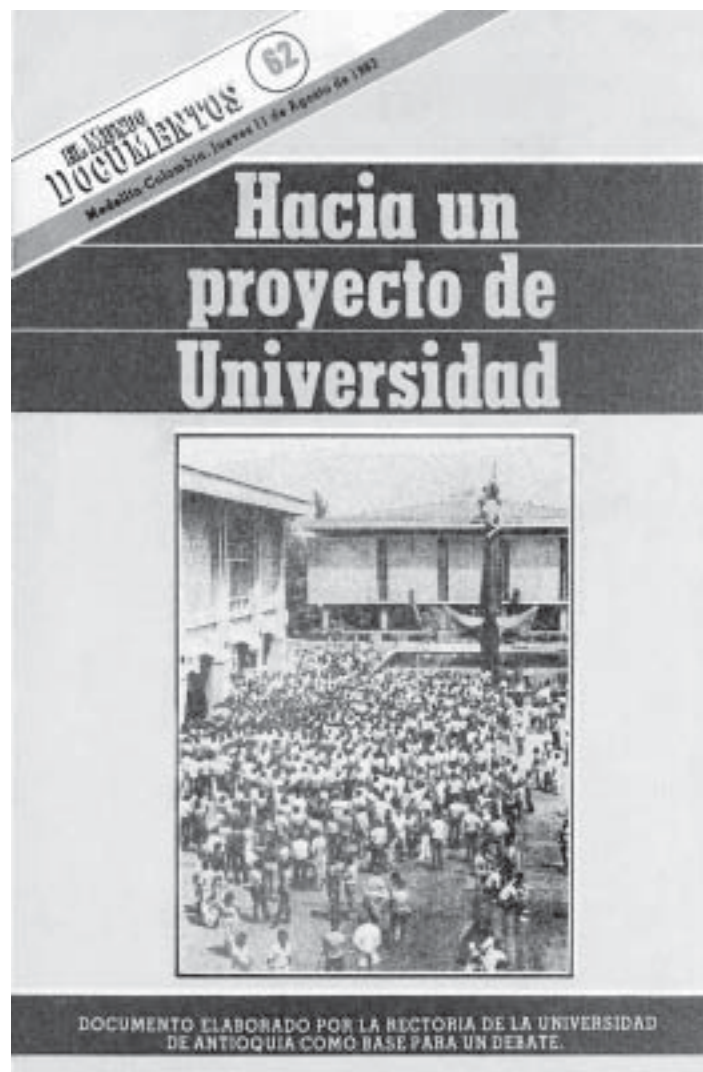 62
EL MUNDO
DOCUMENTOS
Medellín-Colombia, Jueves 11 de Agosto de 1983
Hacia un
proyecto de
Universidad
DOCUMENTO ELABORADO POR LA RECTORIA DE LA UNIVERSIDAD
DE ANTIOQUIA COMO BASE PARA UN DEBATE.